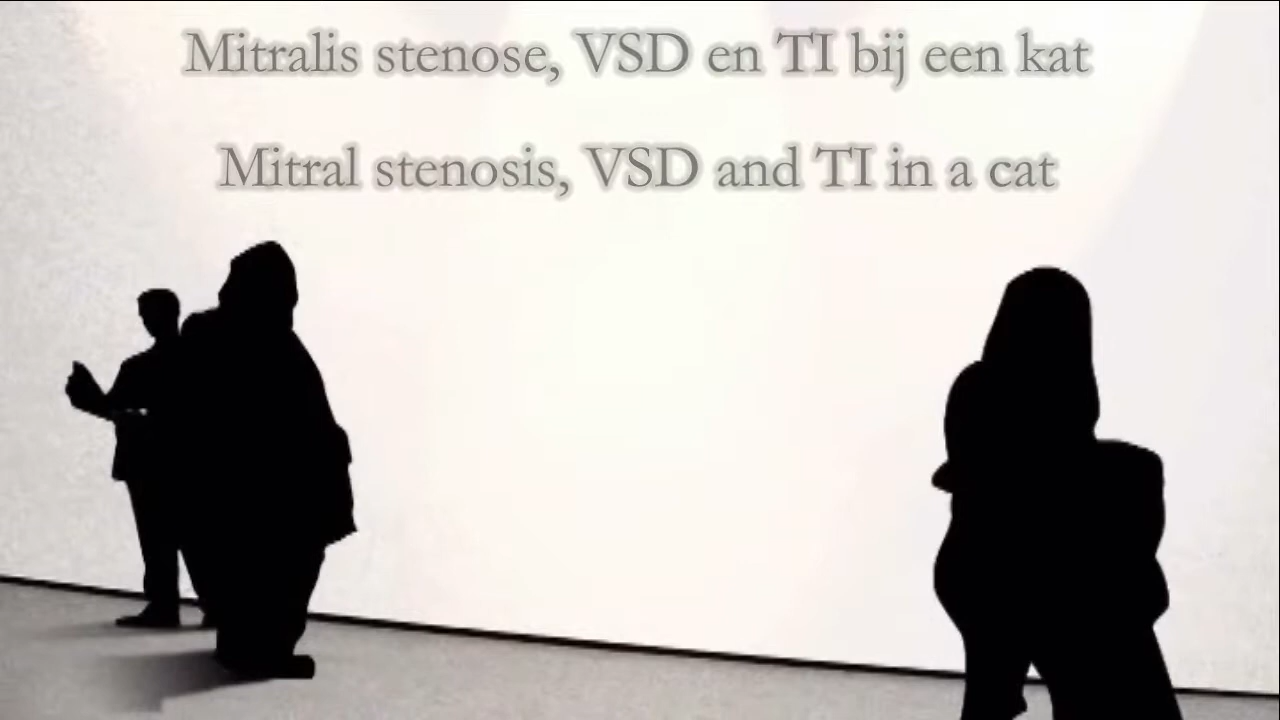 Mitralis stenose, VSD en TI bij een kat
Mitral stenosis, VSD and TI in a cat